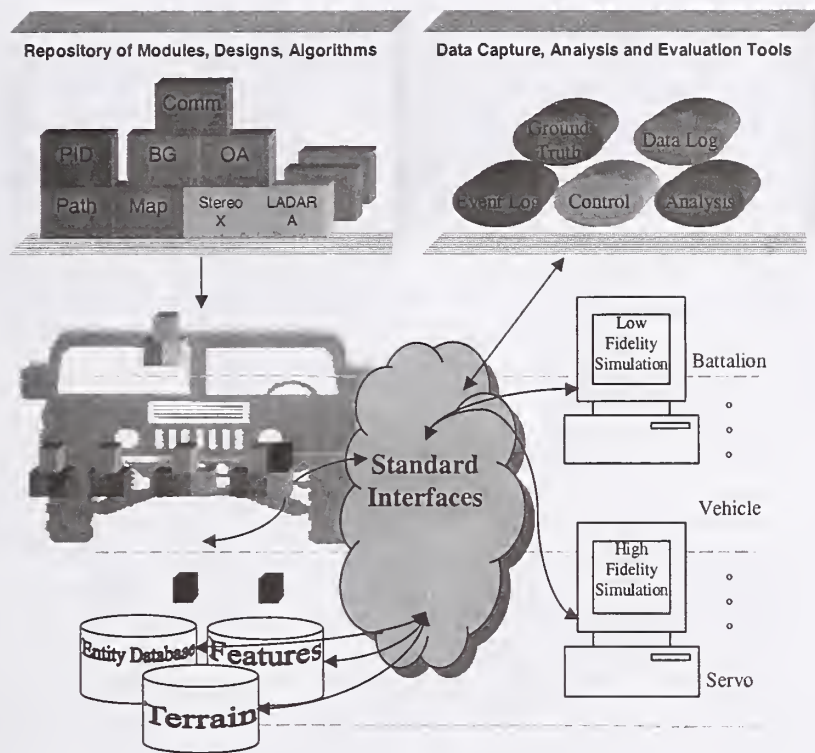 Repository of Modules, Designs, Algorithms
Data Capture, Analysis and Evaluation Tools
Comm
PID
BG
OA
Path
Map
Stereo
X
LADAR
A
Ground
Truth
Data Log
Event Log
Control
Analysis
Low
Fidelity
Simulation
Battalion
Standard
Interfaces
Vehicle
High
Fidelity
Simulation
Servo
Entity Database
Features
Terrain